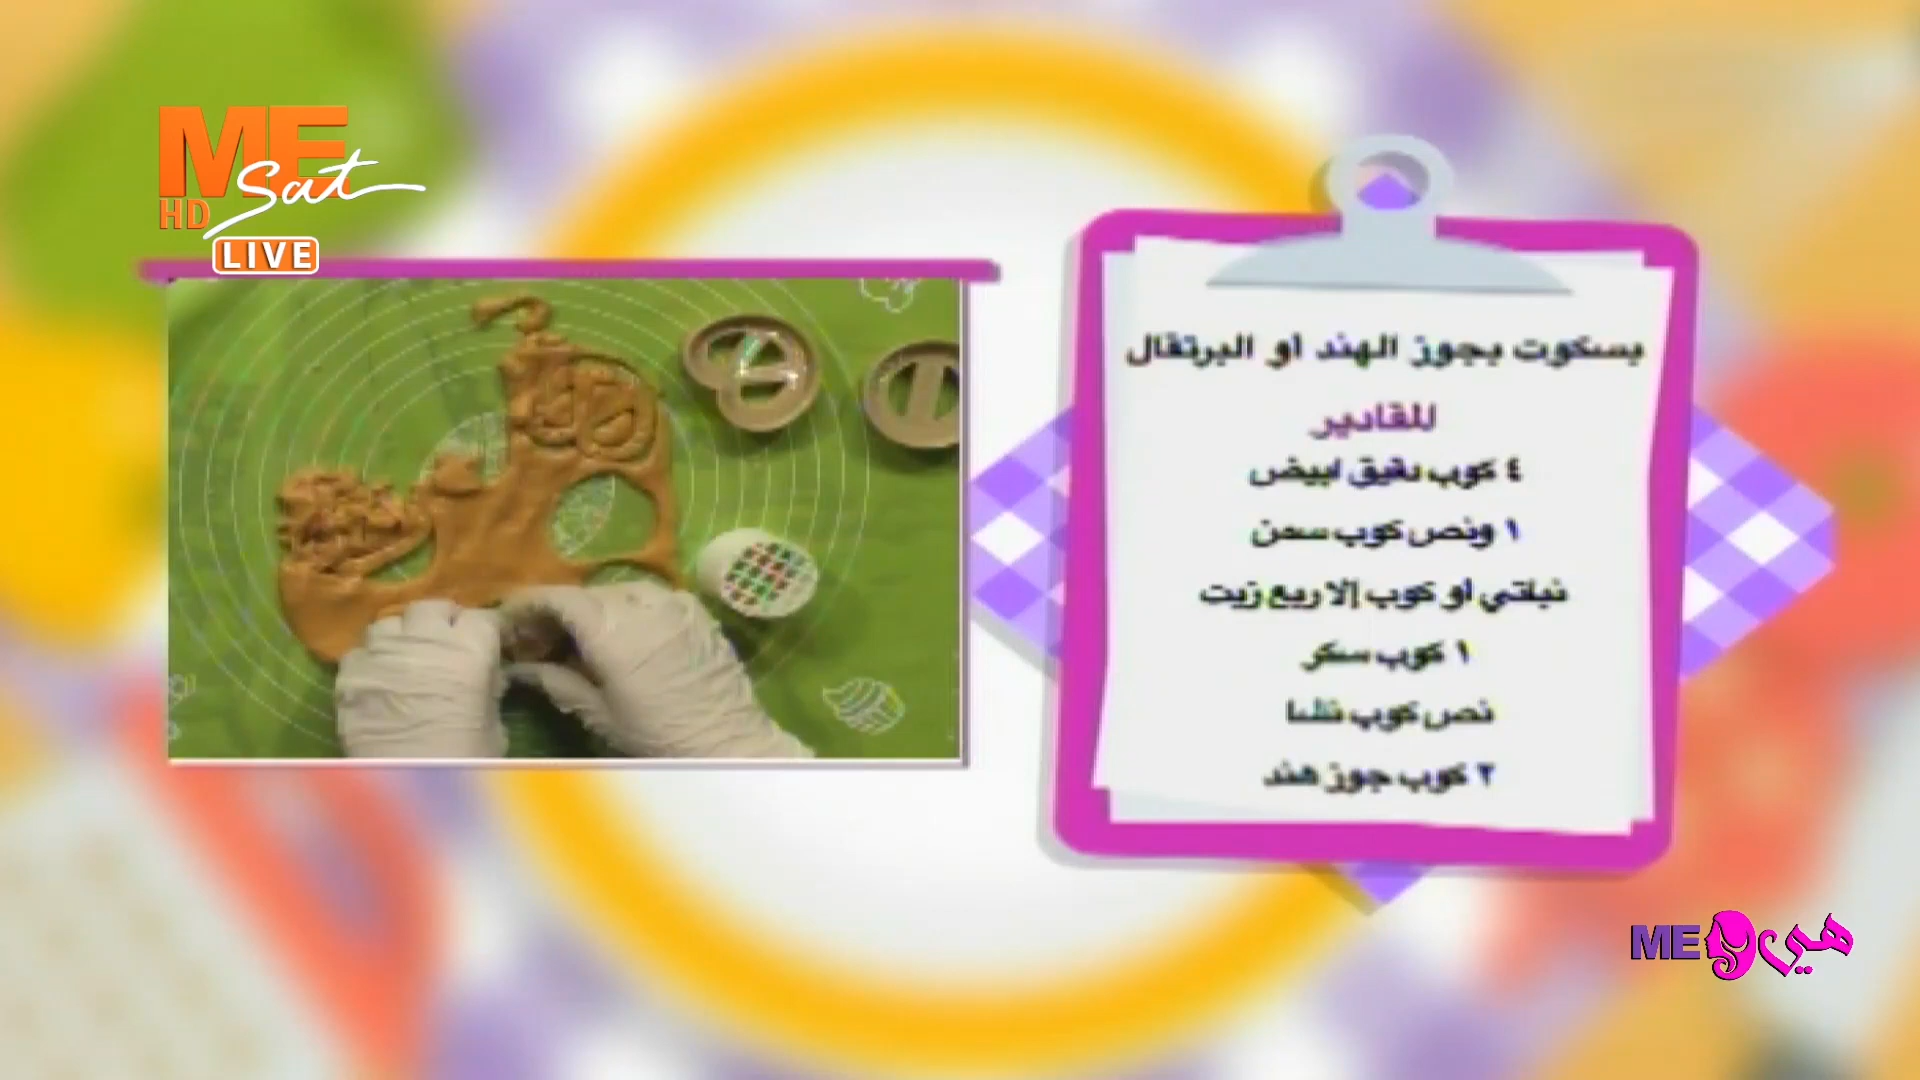 ME
Sat
HD
LIVE
بسكوت بجوز الهند او البرتقال
المقادير
٤ كوب دقيق ابيض
١ ونص كوب سمن
نباتي او كوب إلا ربع زيت
١ كوب سكر
نص كوب نشا
٢ كوب جوز هند
ME هي